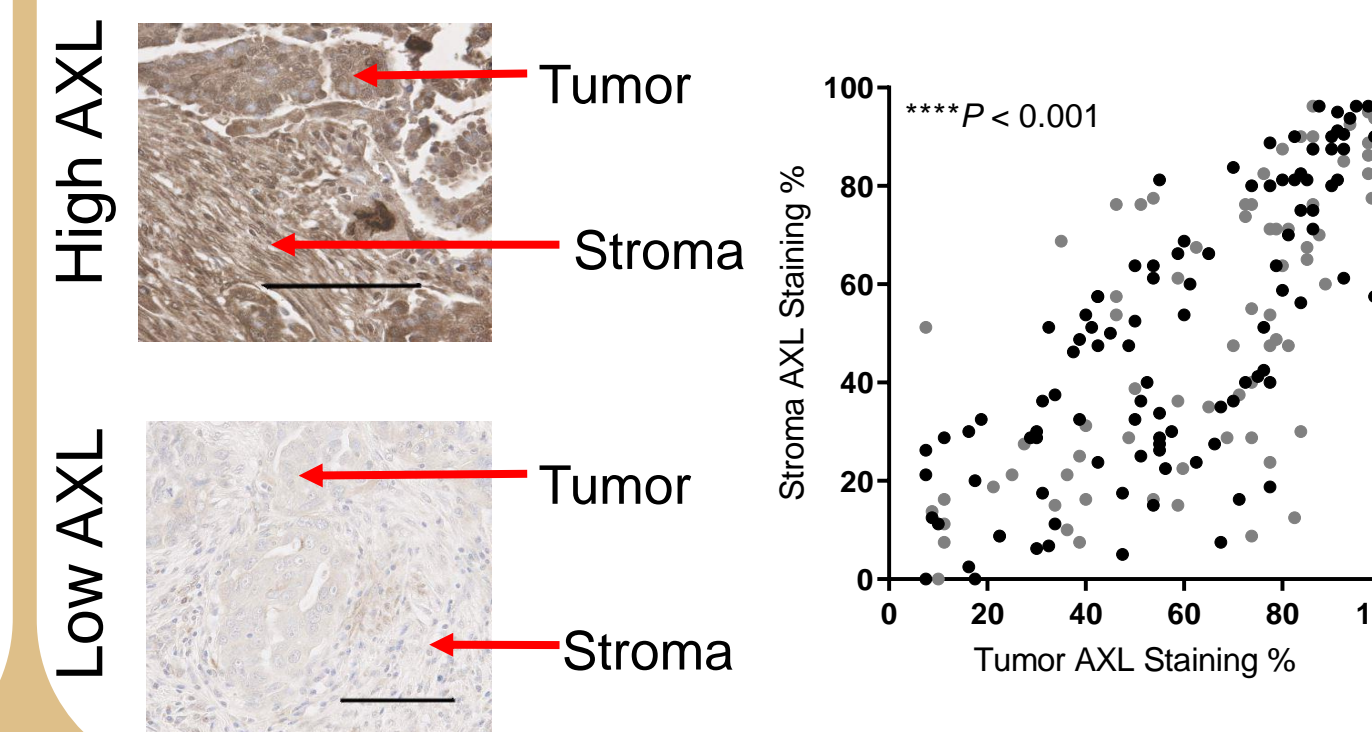 High AXL
Tumor
Stroma
Low AXL
Tumor
Stroma
****P < 0.001
Stroma AXL Staining %
100
80
60
40
20
0
0 20 40 60 80 1
Tumor AXL Staining %